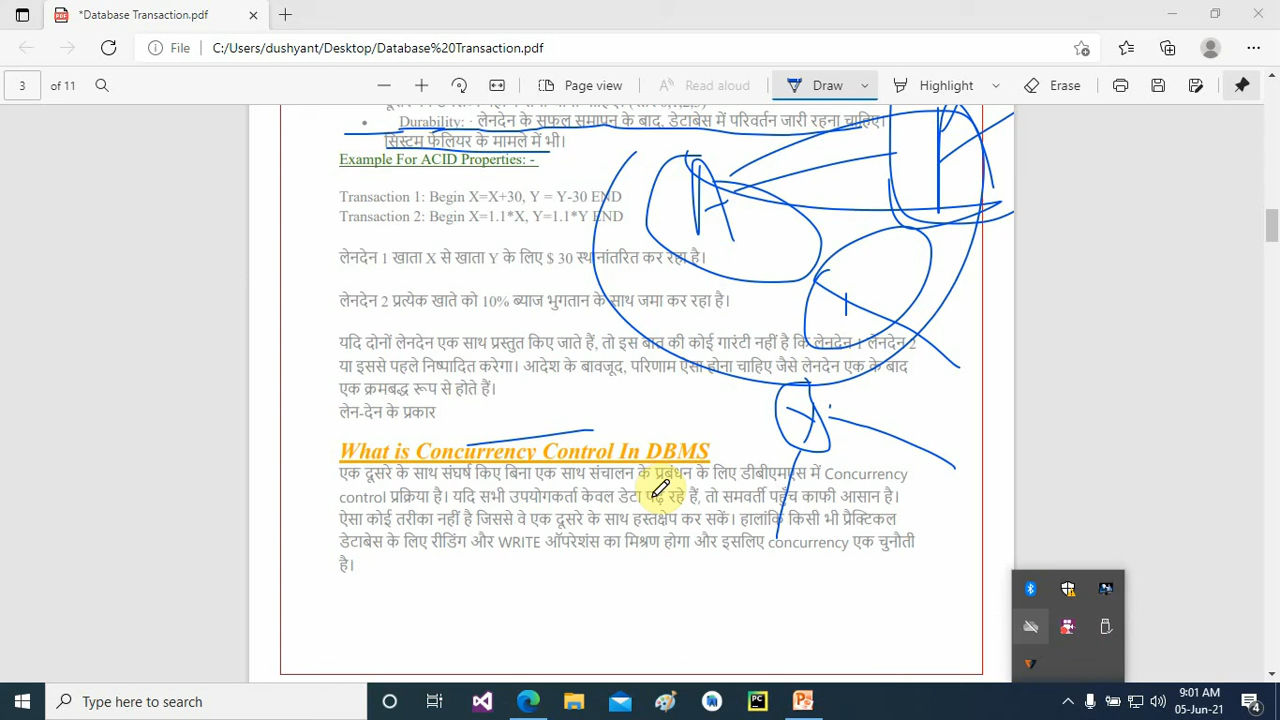 *Database Transaction.pdf
File
C:/Users/dushyant/Desktop/Database%20Transaction.pdf
3 of 11
Page view
Read aloud
Draw
Highlight
Erase
Durability: · लेनदेन के सफल समापन के बाद, डेटाबेस में परिवर्तन जारी रहना चाहिए।
सिस्टम फेलियर के मामले में भी।
Example For ACID Properties: -
Transaction 1: Begin X=X+30, Y = Y-30 END
Transaction 2: Begin X=1.1*X, Y=1.1*Y END
लेनदेन 1 खाता X से खाता Y के लिए $ 30 स्थानांतरित कर रहा है।
लेनदेन 2 प्रत्येक खाते को 10% ब्याज भुगतान के साथ जमा कर रहा है।
यदि दोनों लेनदेन एक साथ प्रस्तुत किए जाते हैं, तो इस बात की कोई गारंटी नहीं है कि लेनदेन 1 लेनदेन 2
या इससे पहले निष्पादित करेगा। आदेश के बावजूद, परिणाम ऐसा होना चाहिए जैसे लेनदेन एक के बाद
एक क्रमबद्ध रूप से होते हैं।
लेन-देन के प्रकार
What is Concurrency Control In DBMS
एक दूसरे के साथ संघर्ष किए बिना एक साथ संचालन के प्रबंधन के लिए डीबीएमएस में Concurrency
control प्रक्रिया है। यदि सभी उपयोगकर्ता केवल डेटा पढ़ रहे हैं, तो समवर्ती पहुँच काफी आसान है।
ऐसा कोई तरीका नहीं है जिससे वे एक दूसरे के साथ हस्तक्षेप कर सकें। हालांकि किसी भी प्रैक्टिकल
डेटाबेस के लिए रीडिंग और WRITE ऑपरेशंस का मिश्रण होगा और इसलिए concurrency एक चुनौती
है।
Type here to search
9:01 AM
05-Jun-21
4